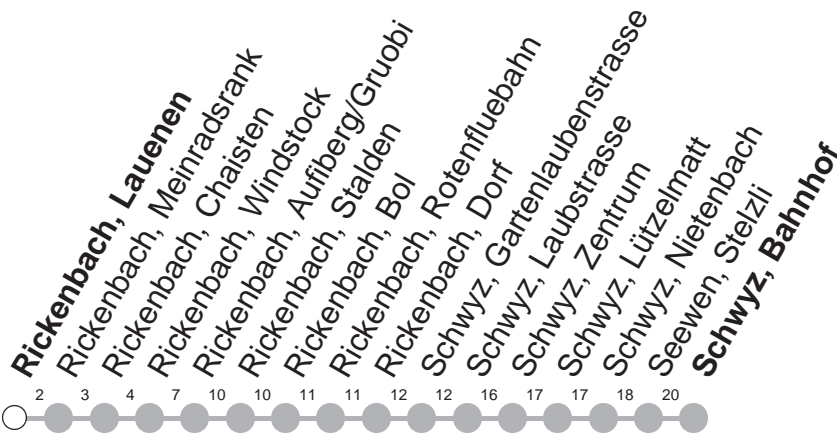 Rickenbach, Lauenen
Rickenbach, Meinradsrank
Rickenbach, Chaisten
Rickenbach, Windstock
Rickenbach, Aufiberg/Gruobi
Rickenbach, Stalden
Rickenbach, Bol
Rickenbach, Rotenfluebahn
Rickenbach, Dorf
Schwyz, Gartenlaubenstrasse
Schwyz, Laubstrasse
Schwyz, Zentrum
Schwyz, Lützelmatt
Schwyz, Nietenbach
Seewen, Stelzli
Schwyz, Bahnhof
2 3 4 7 10 10 11 11 12 12 16 17 17 18 20